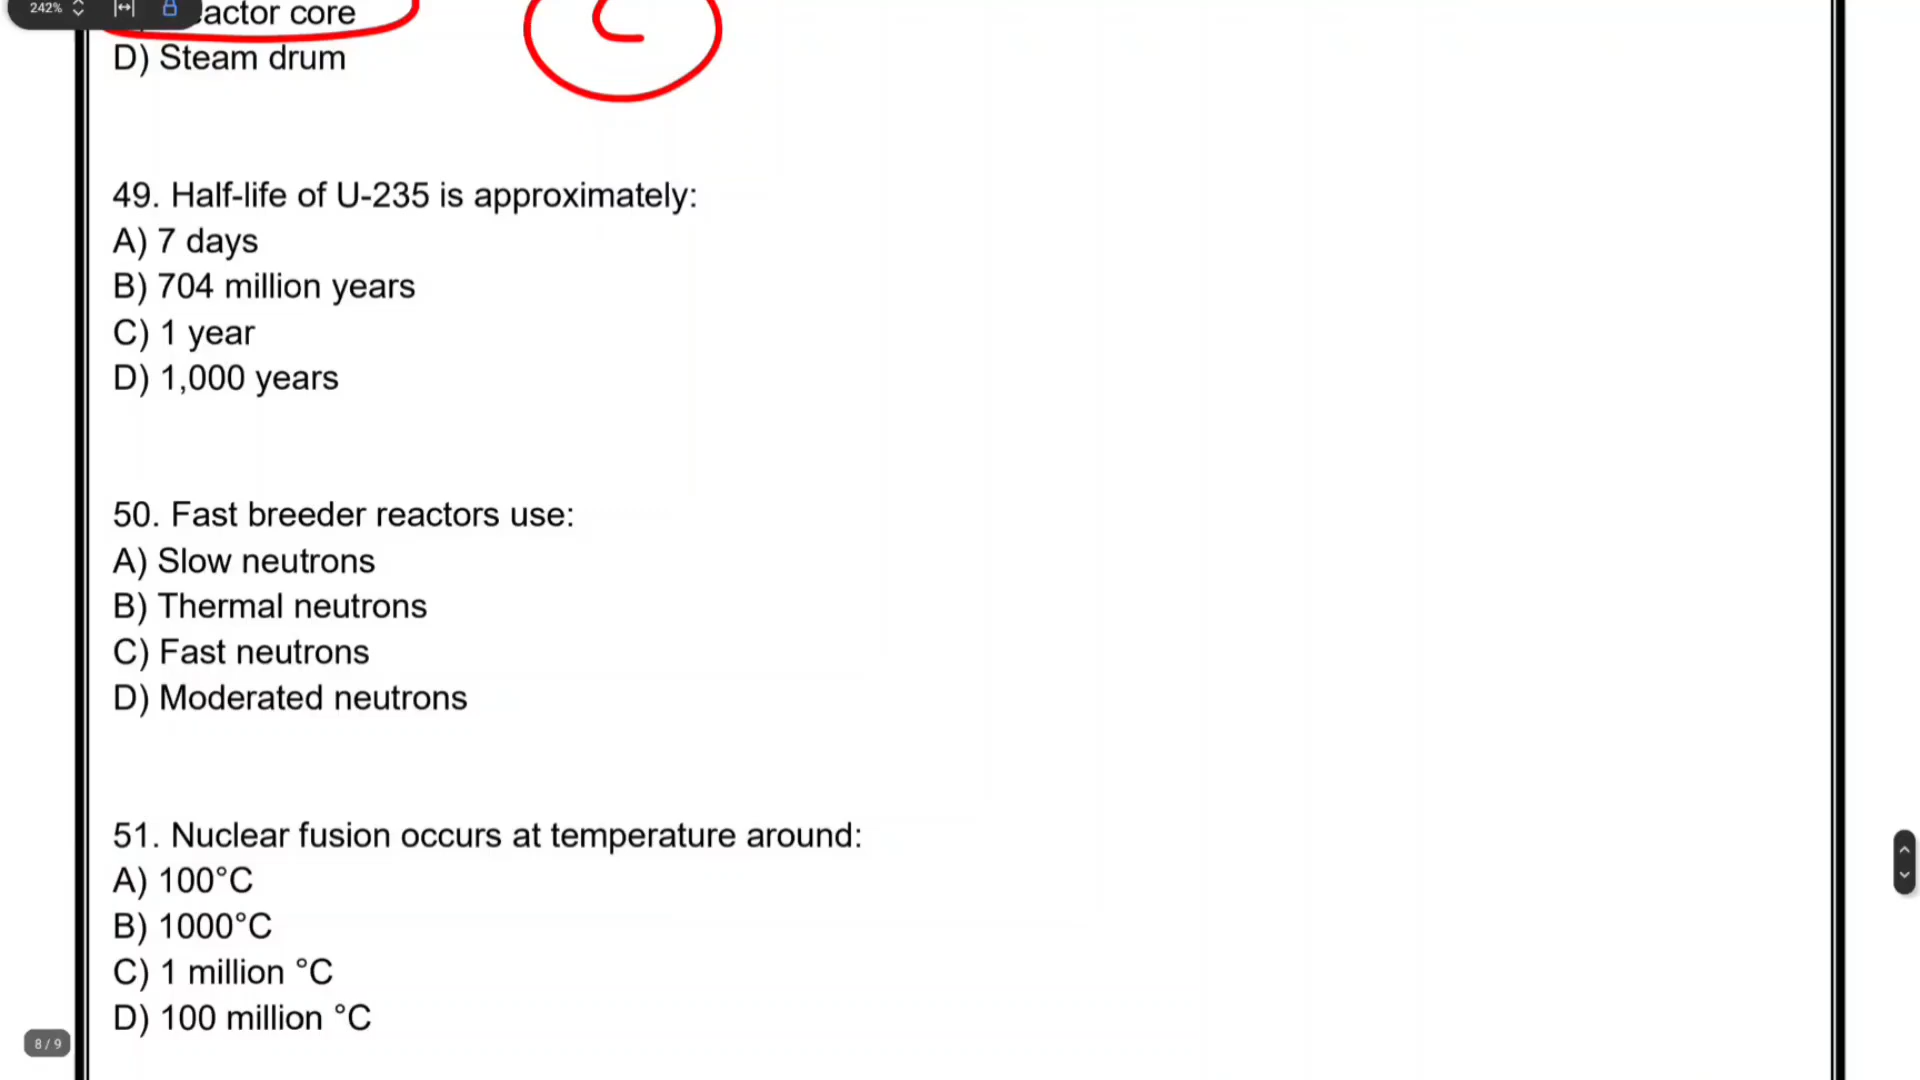 242%
actor core
C
D) Steam drum
49. Half-life of U-235 is approximately:
A) 7 days
B) 704 million years
C) 1 year
D) 1,000 years
50. Fast breeder reactors use:
A) Slow neutrons
B) Thermal neutrons
C) Fast neutrons
D) Moderated neutrons
51. Nuclear fusion occurs at temperature around:
A) 100°C
B) 1000°C
C) 1 million °C
D) 100 million °C
8/9